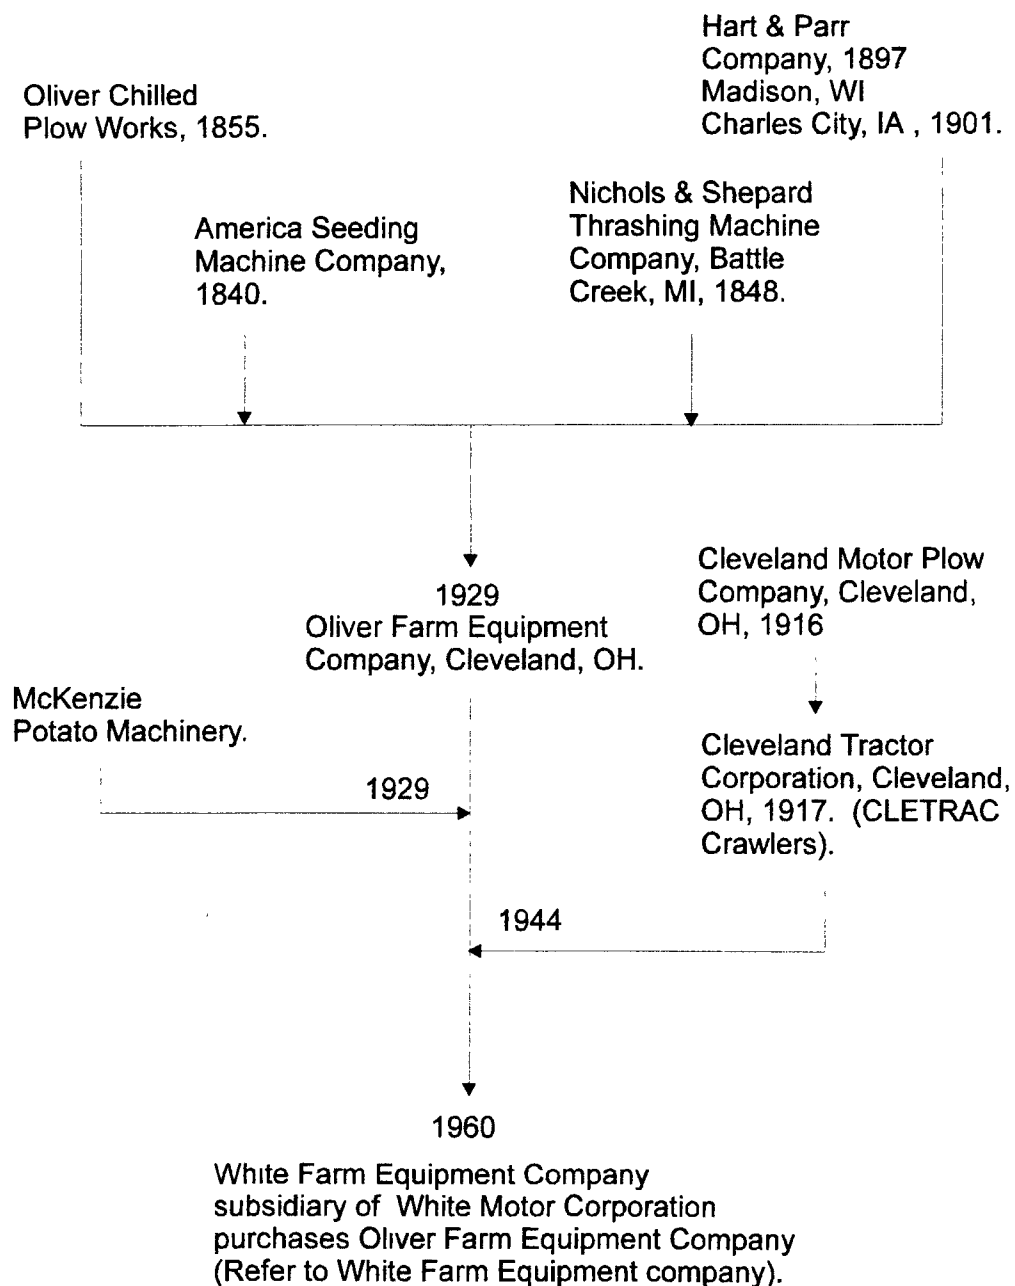 Hart & Parr
Company, 1897
Madison, WI
Charles City, IA , 1901.
Oliver Chilled
Plow Works, 1855.
Nichols & Shepard
Thrashing Machine
Company, Battle
Creek, MI, 1848.
America Seeding
Machine Company,
1840.
1929
Oliver Farm Equipment
Company, Cleveland, OH.
Cleveland Motor Plow
Company, Cleveland,
OH, 1916
McKenzie
Potato Machinery.
1929
Cleveland Tractor
Corporation, Cleveland,
OH, 1917. (CLETRAC
Crawlers).
1944
1960
White Farm Equipment Company
subsidiary of White Motor Corporation
purchases Oliver Farm Equipment Company
(Refer to White Farm Equipment company).